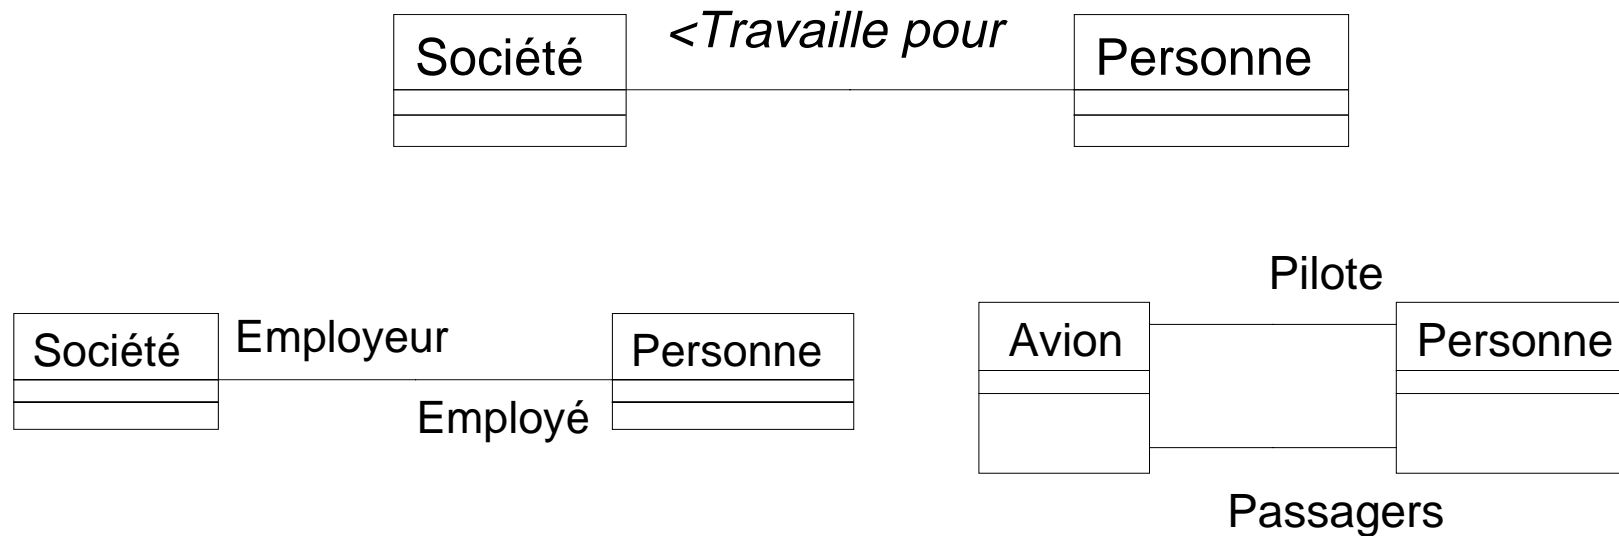 Société
<Travaille pour
Personne
Société
Employeur
Employé
Personne
Pilote
Avion
Personne
Passagers